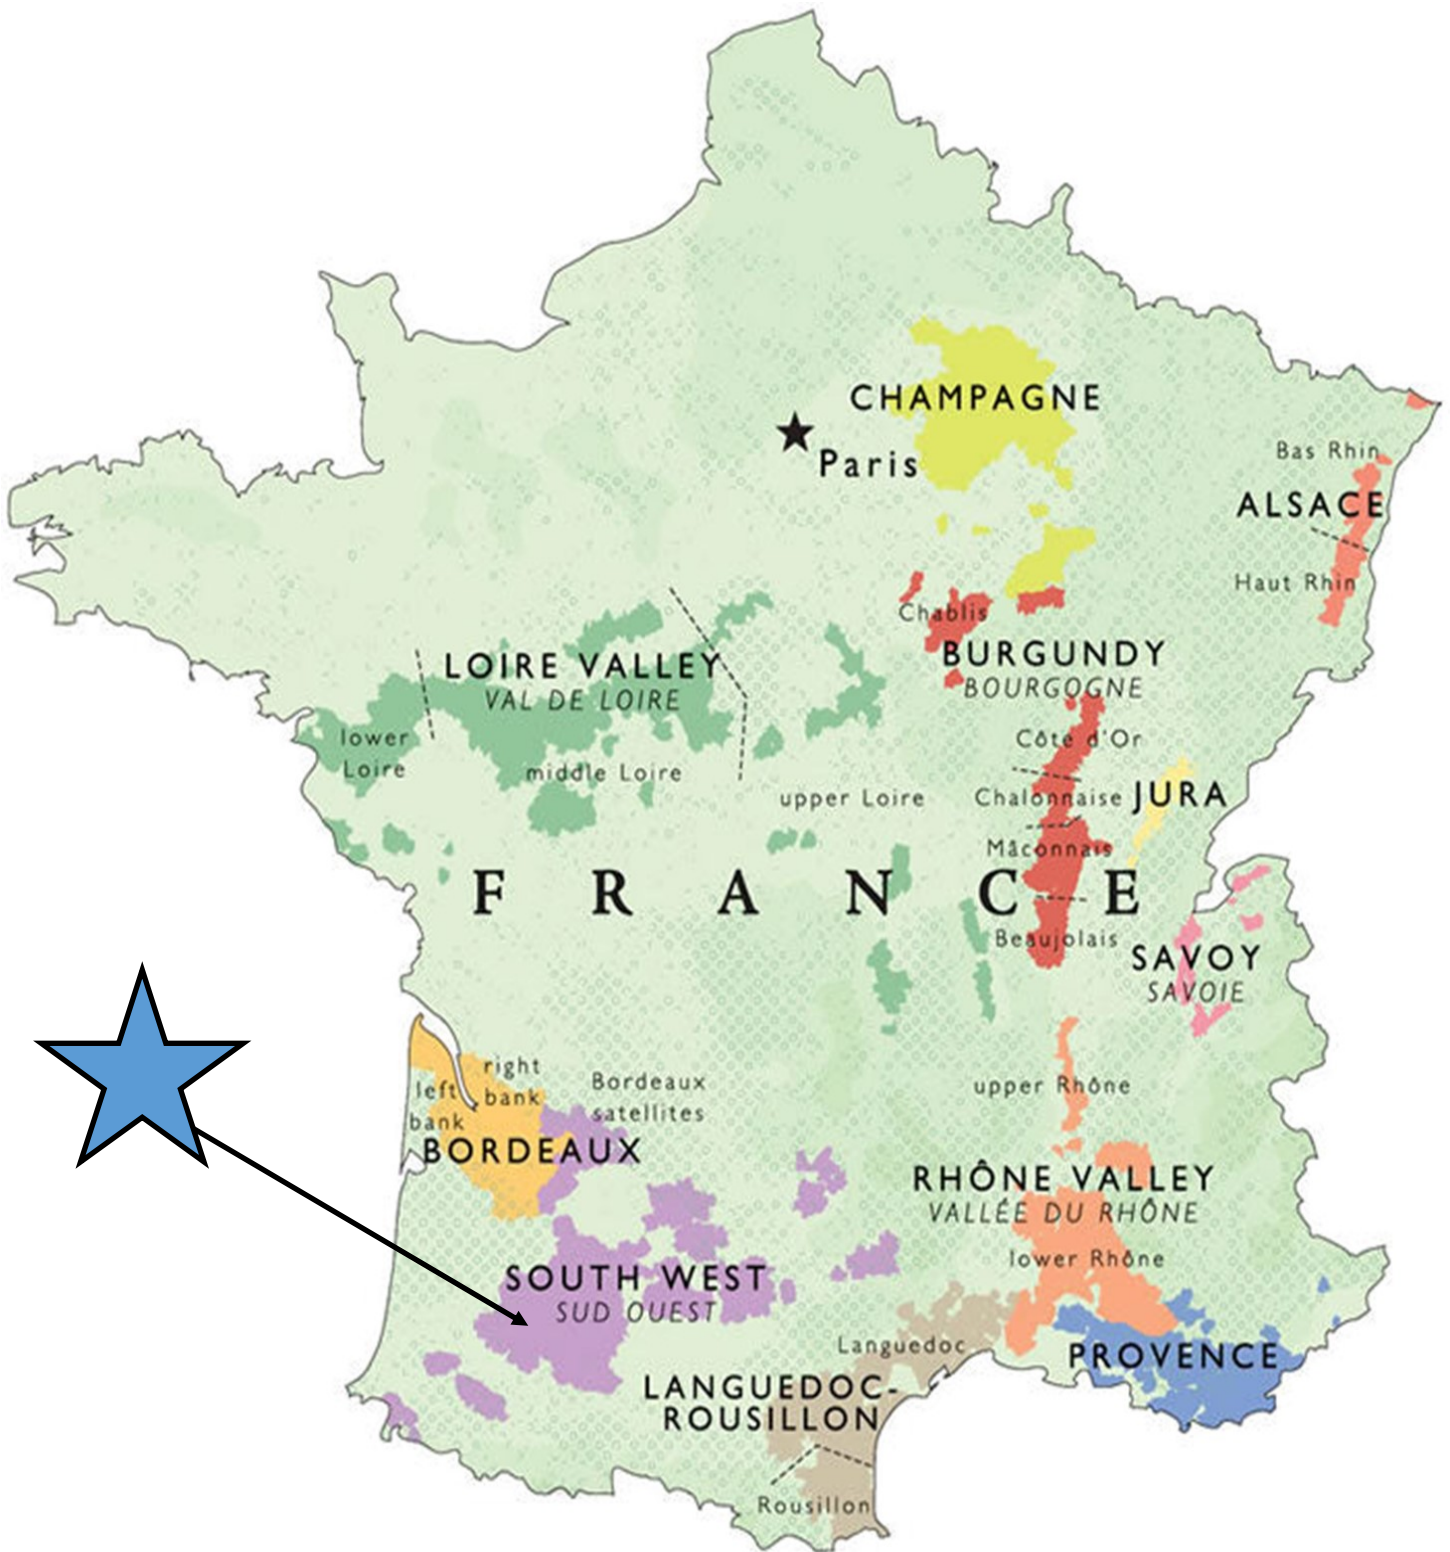 CHAMPAGNE
Paris
Bas Rhin
ALSACE
Haut Rhin
Chablis
BURGUNDY
BOURGOGNE
LOIRE VALLEY
VAL DE LOIRE
lower
Loire
middle Loire
upper Loire
Côte d'Or
Chalonnaise
JURA
Mâconnais
FRANCE
Beaujolais
SAVOY
SAVOIE
right
bank
left
bank
Bordeaux
satellites
BORDEAUX
upper Rhône
RHÔNE VALLEY
VALLÉE DU RHÔNE
lower Rhône
SOUTH WEST
SUD OUEST
Languedoc
PROVENCE
LANGUEDOC-
ROUSILLON
Rousillon